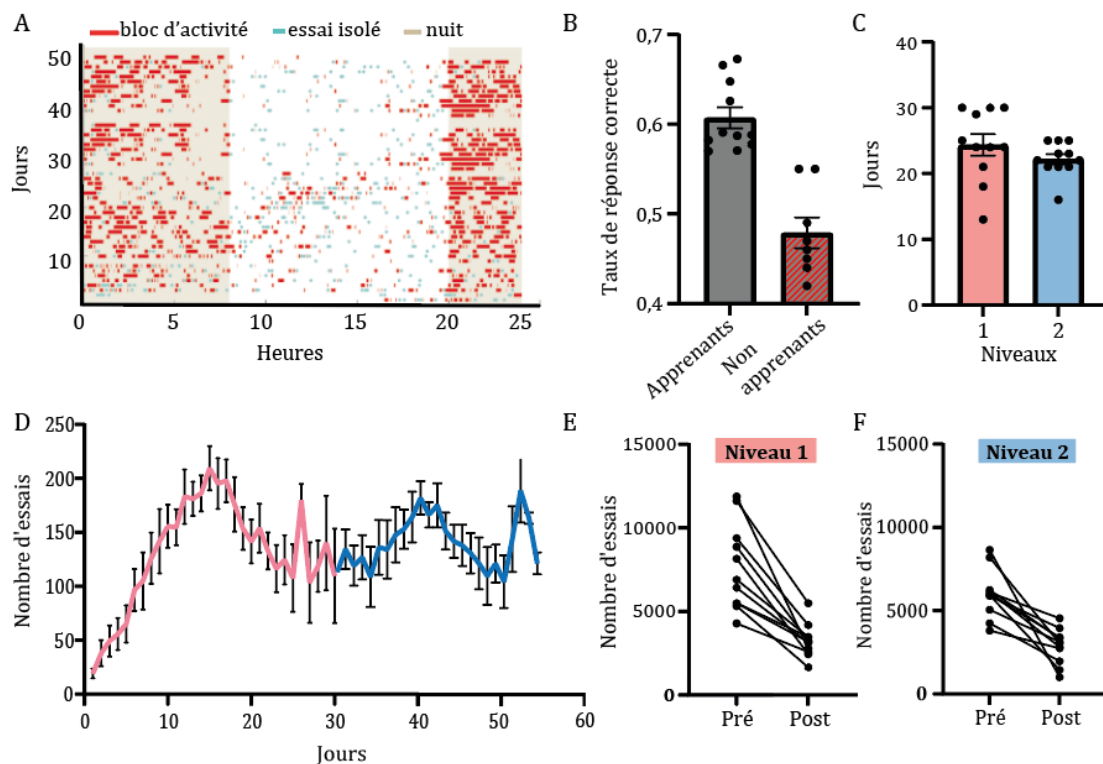 A
bloc d'activité essai isolé nuit
Jours
50
40
30
20
10
0 5 10 15 20 25
Heures
B
Taux de réponse correcte
0,7
0,6
0,5
0,4
Apprenants
Non
apprenants
C
Jours
40
30
20
10
0
1 2
Niveaux
D
Nombre d'essais
250
200
150
100
50
0
0 10 20 30 40 50 60
Jours
E
Niveau 1
Nombre d'essais
15000
10000
5000
0
Pré Post
F
Niveau 2
Nombre d'essais
15000
10000
5000
0
Pré Post